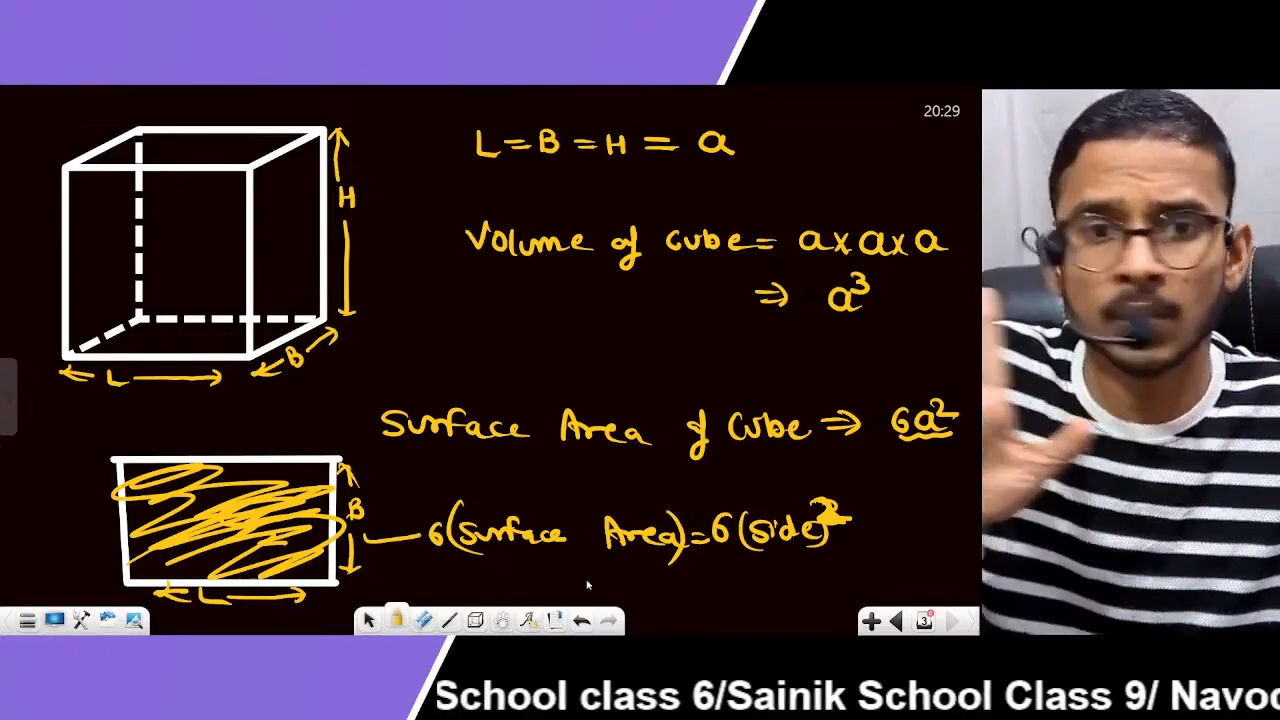 20:29
L = B = H = a
H
Volume of cube = a x a x a
⇒ a³
B
L
Surface Area of Cube ⇒ 6a²
B
6(Surface Area) = 6(side)²
L
3
School class 6/Sainik School Class 9/ Navod